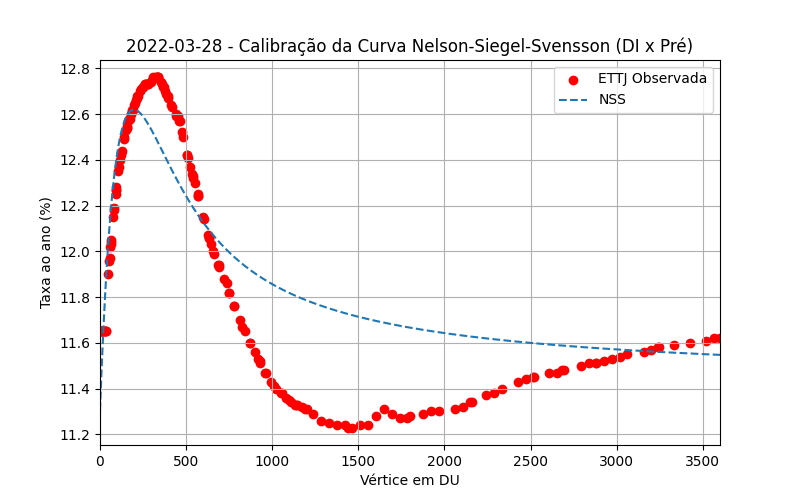 2022-03-28 - Calibração da Curva Nelson-Siegel-Svensson (DI x Pré)
ETTJ Observada
NSS
Taxa ao ano (%)
12.8
12.6
12.4
12.2
12.0
11.8
11.6
11.4
11.2
0 500 1000 1500 2000 2500 3000 3500
Vértice em DU